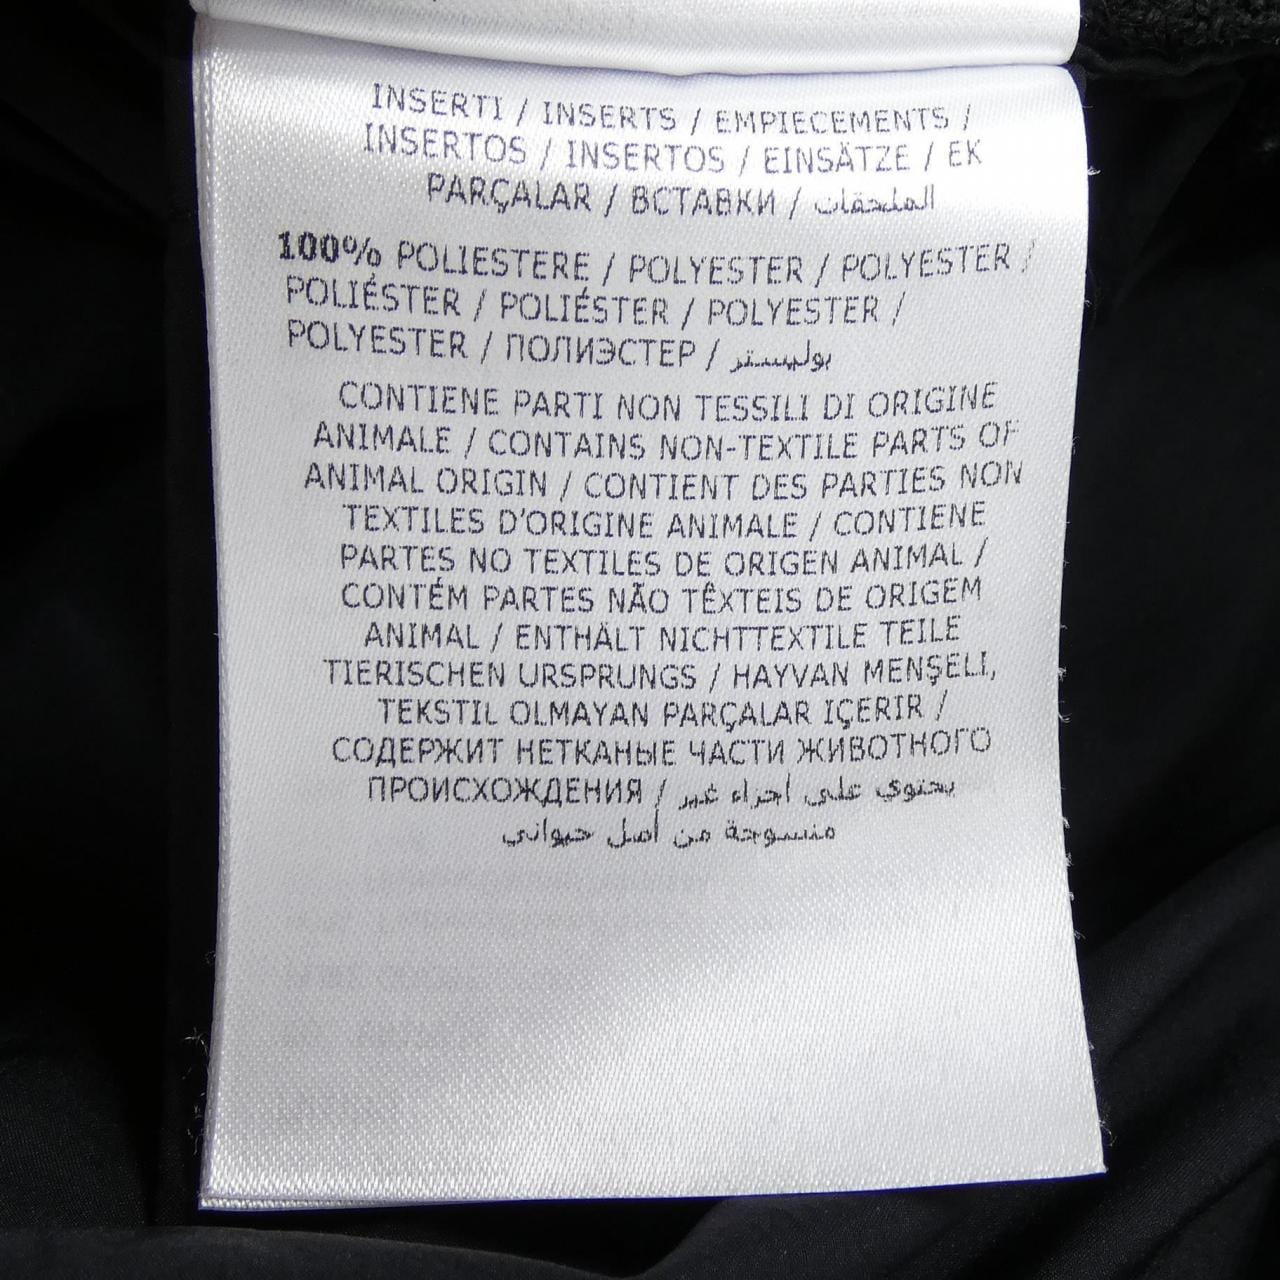 INSERTI / INSERTS / EMPIECEMENTS /
INSERTOS / INSERTOS / EINSÄTZE / EK
PARÇALAR / ВСТАВКИ / الملحقات
100% POLIESTERE / POLYESTER / POLYESTER /
POLIÉSTER / POLIÉSTER / POLYESTER /
POLYESTER / ПОЛИЭСТЕР / بوليستر
CONTIENE PARTI NON TESSILI DI ORIGINE
ANIMALE / CONTAINS NON-TEXTILE PARTS OF
ANIMAL ORIGIN / CONTIENT DES PARTIES NON
TEXTILES D'ORIGINE ANIMALE / CONTIENE
PARTES NO TEXTILES DE ORIGEN ANIMAL /
CONTÉM PARTES NÃO TÊXTEIS DE ORIGEM
ANIMAL / ENTHÄLT NICHTTEXTILE TEILE
TIERISCHEN URSPRUNGS / HAYVAN MENŞELI,
TEKSTIL OLMAYAN PARÇALAR IÇERIR /
СОДЕРЖИТ НЕТКАНЫЕ ЧАСТИ ЖИВОТНОГО
ПРОИСХОЖДЕНИЯ / يحتوي على أجزاء غير
منسوجة من أصل حيواني